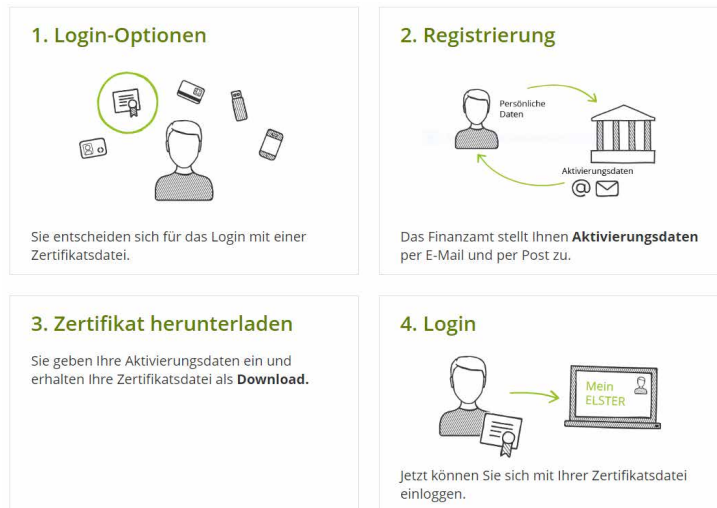 1. Login-Optionen
Sie entscheiden sich für das Login mit einer
Zertifikatsdatei.
2. Registrierung
Persönliche
Daten
Aktivierungsdaten
@
Das Finanzamt stellt Ihnen Aktivierungsdaten
per E-Mail und per Post zu.
3. Zertifikat herunterladen
Sie geben Ihre Aktivierungsdaten ein und
erhalten Ihre Zertifikatsdatei als Download.
4. Login
Mein
ELSTER
Jetzt können Sie sich mit Ihrer Zertifikatsdatei
einloggen.